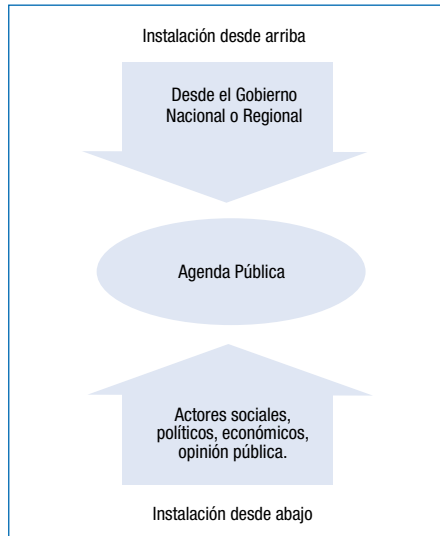 Instalación desde arriba
Desde el Gobierno
Nacional o Regional
Agenda Pública
Actores sociales,
políticos, económicos,
opinión pública.
Instalación desde abajo